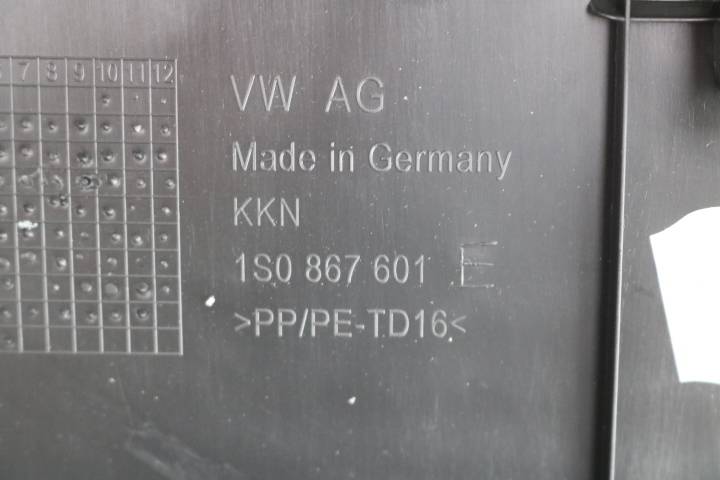 7 8 9 10 11 12
VW AG
Made in Germany
KKN
1S0 867 601 E
>PP/PE-TD16<